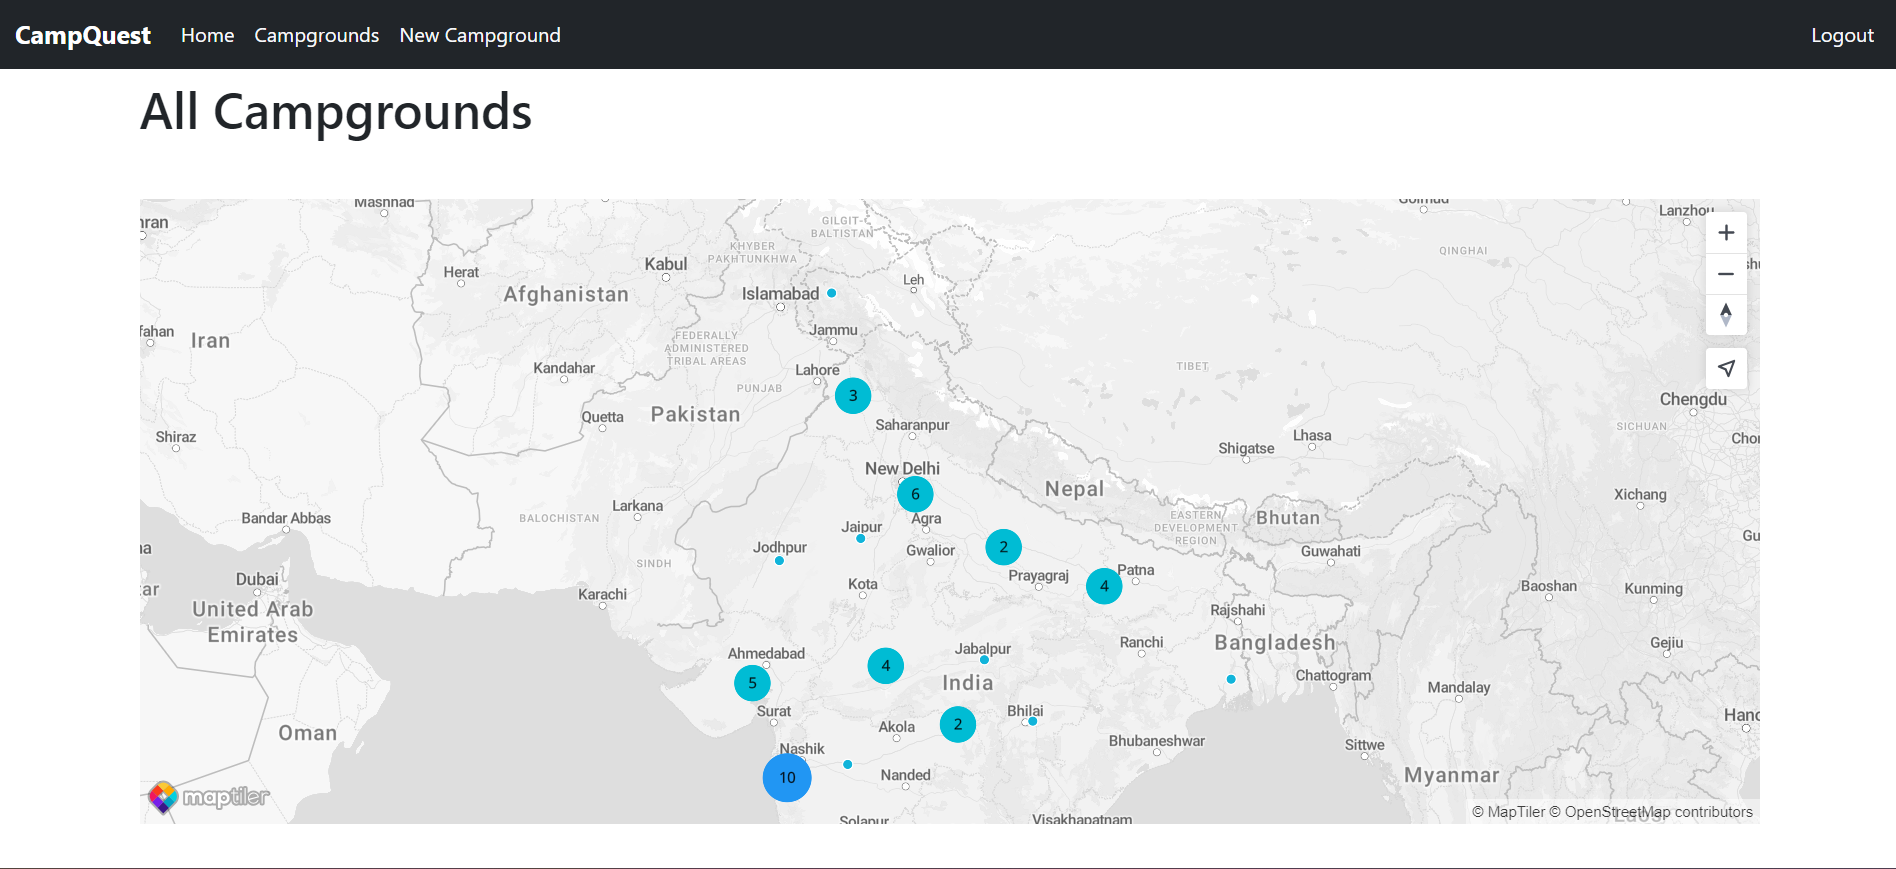 CampQuest Home Campgrounds New Campground Logout
All Campgrounds
Mashhad
Lanzhou
GILGIT-
BALTISTAN
KHYBER
PAKHTUNKHWA
QINGHAI
Kabul
Herat
Leh
Afghanistan
Islamabad
Jammu
FEDERALLY
ADMINISTERED
TRIBAL AREAS
Iran
Kandahar
Lahore
TIBET
PUNJAB
3
Chengdu
Quetta
Pakistan
Saharanpur
SICHUAN
Shiraz
Lhasa
Shigatse
New Delhi
Nepal
6
Xichang
Larkana
Bandar Abbas
BALOCHISTAN
Agra
EASTERN
DEVELOPMENT
REGION
Bhutan
Jaipur
Jodhpur
Gwalior
2
Guwahati
SINDH
Dubai
Kota
Prayagraj
Patna
4
Baoshan
Kunming
Karachi
United Arab
Emirates
Rajshahi
Ranchi
Bangladesh
Gejiu
Ahmedabad
Jabalpur
4
5
India
Chattogram
Mandalay
Surat
Bhilai
Akola
2
Oman
Bhubaneswar
Sittwe
Nashik
10
Nanded
Myanmar
maptiler
© MapTiler © OpenStreetMap contributors
Solapur
Visakhapatnam